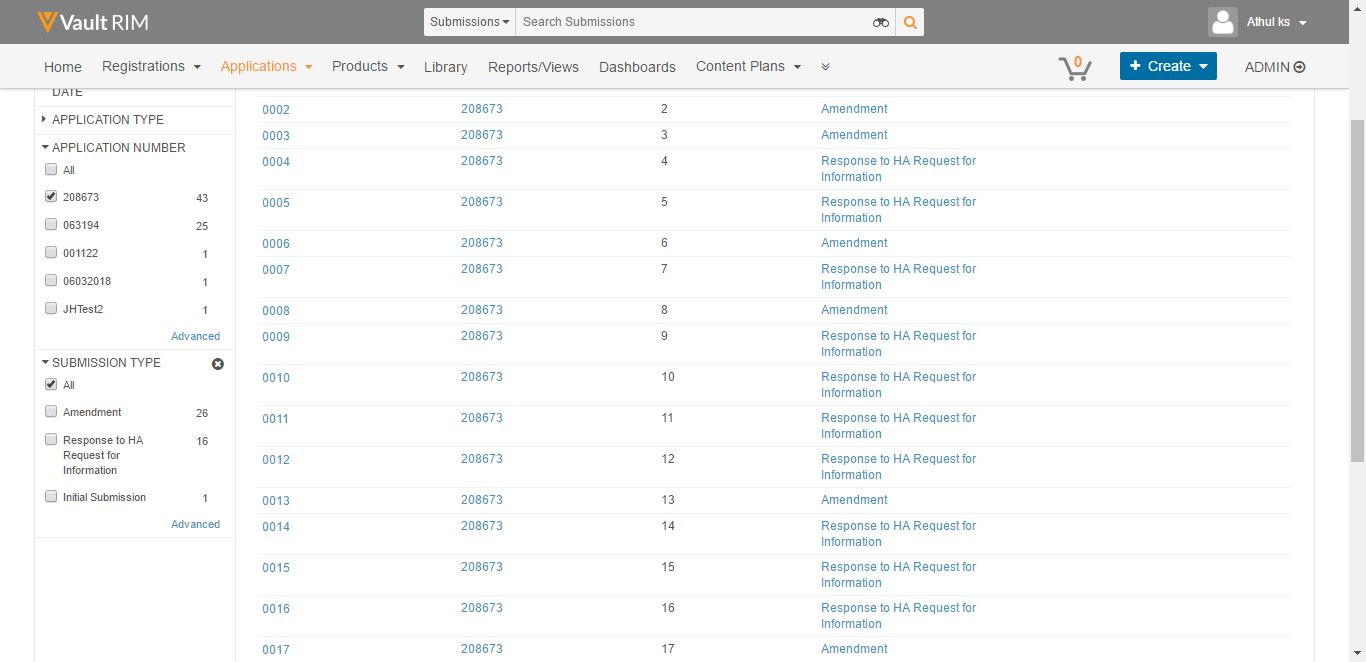 Vault RIM
Submissions
Search Submissions
Athul ks
Home
Registrations
Applications
Products
Library
Reports/Views
Dashboards
Content Plans
0
+ Create
ADMIN
DATE
APPLICATION TYPE
APPLICATION NUMBER
All
208673 43
063194 25
001122 1
06032018 1
JHTest2 1
Advanced
SUBMISSION TYPE
All
Amendment 26
Response to HA 16
Request for
Information
Initial Submission 1
Advanced
0002 208673 2 Amendment
0003 208673 3 Amendment
0004 208673 4 Response to HA Request for
Information
0005 208673 5 Response to HA Request for
Information
0006 208673 6 Amendment
0007 208673 7 Response to HA Request for
Information
0008 208673 8 Amendment
0009 208673 9 Response to HA Request for
Information
0010 208673 10 Response to HA Request for
Information
0011 208673 11 Response to HA Request for
Information
0012 208673 12 Response to HA Request for
Information
0013 208673 13 Amendment
0014 208673 14 Response to HA Request for
Information
0015 208673 15 Response to HA Request for
Information
0016 208673 16 Response to HA Request for
Information
0017 208673 17 Amendment